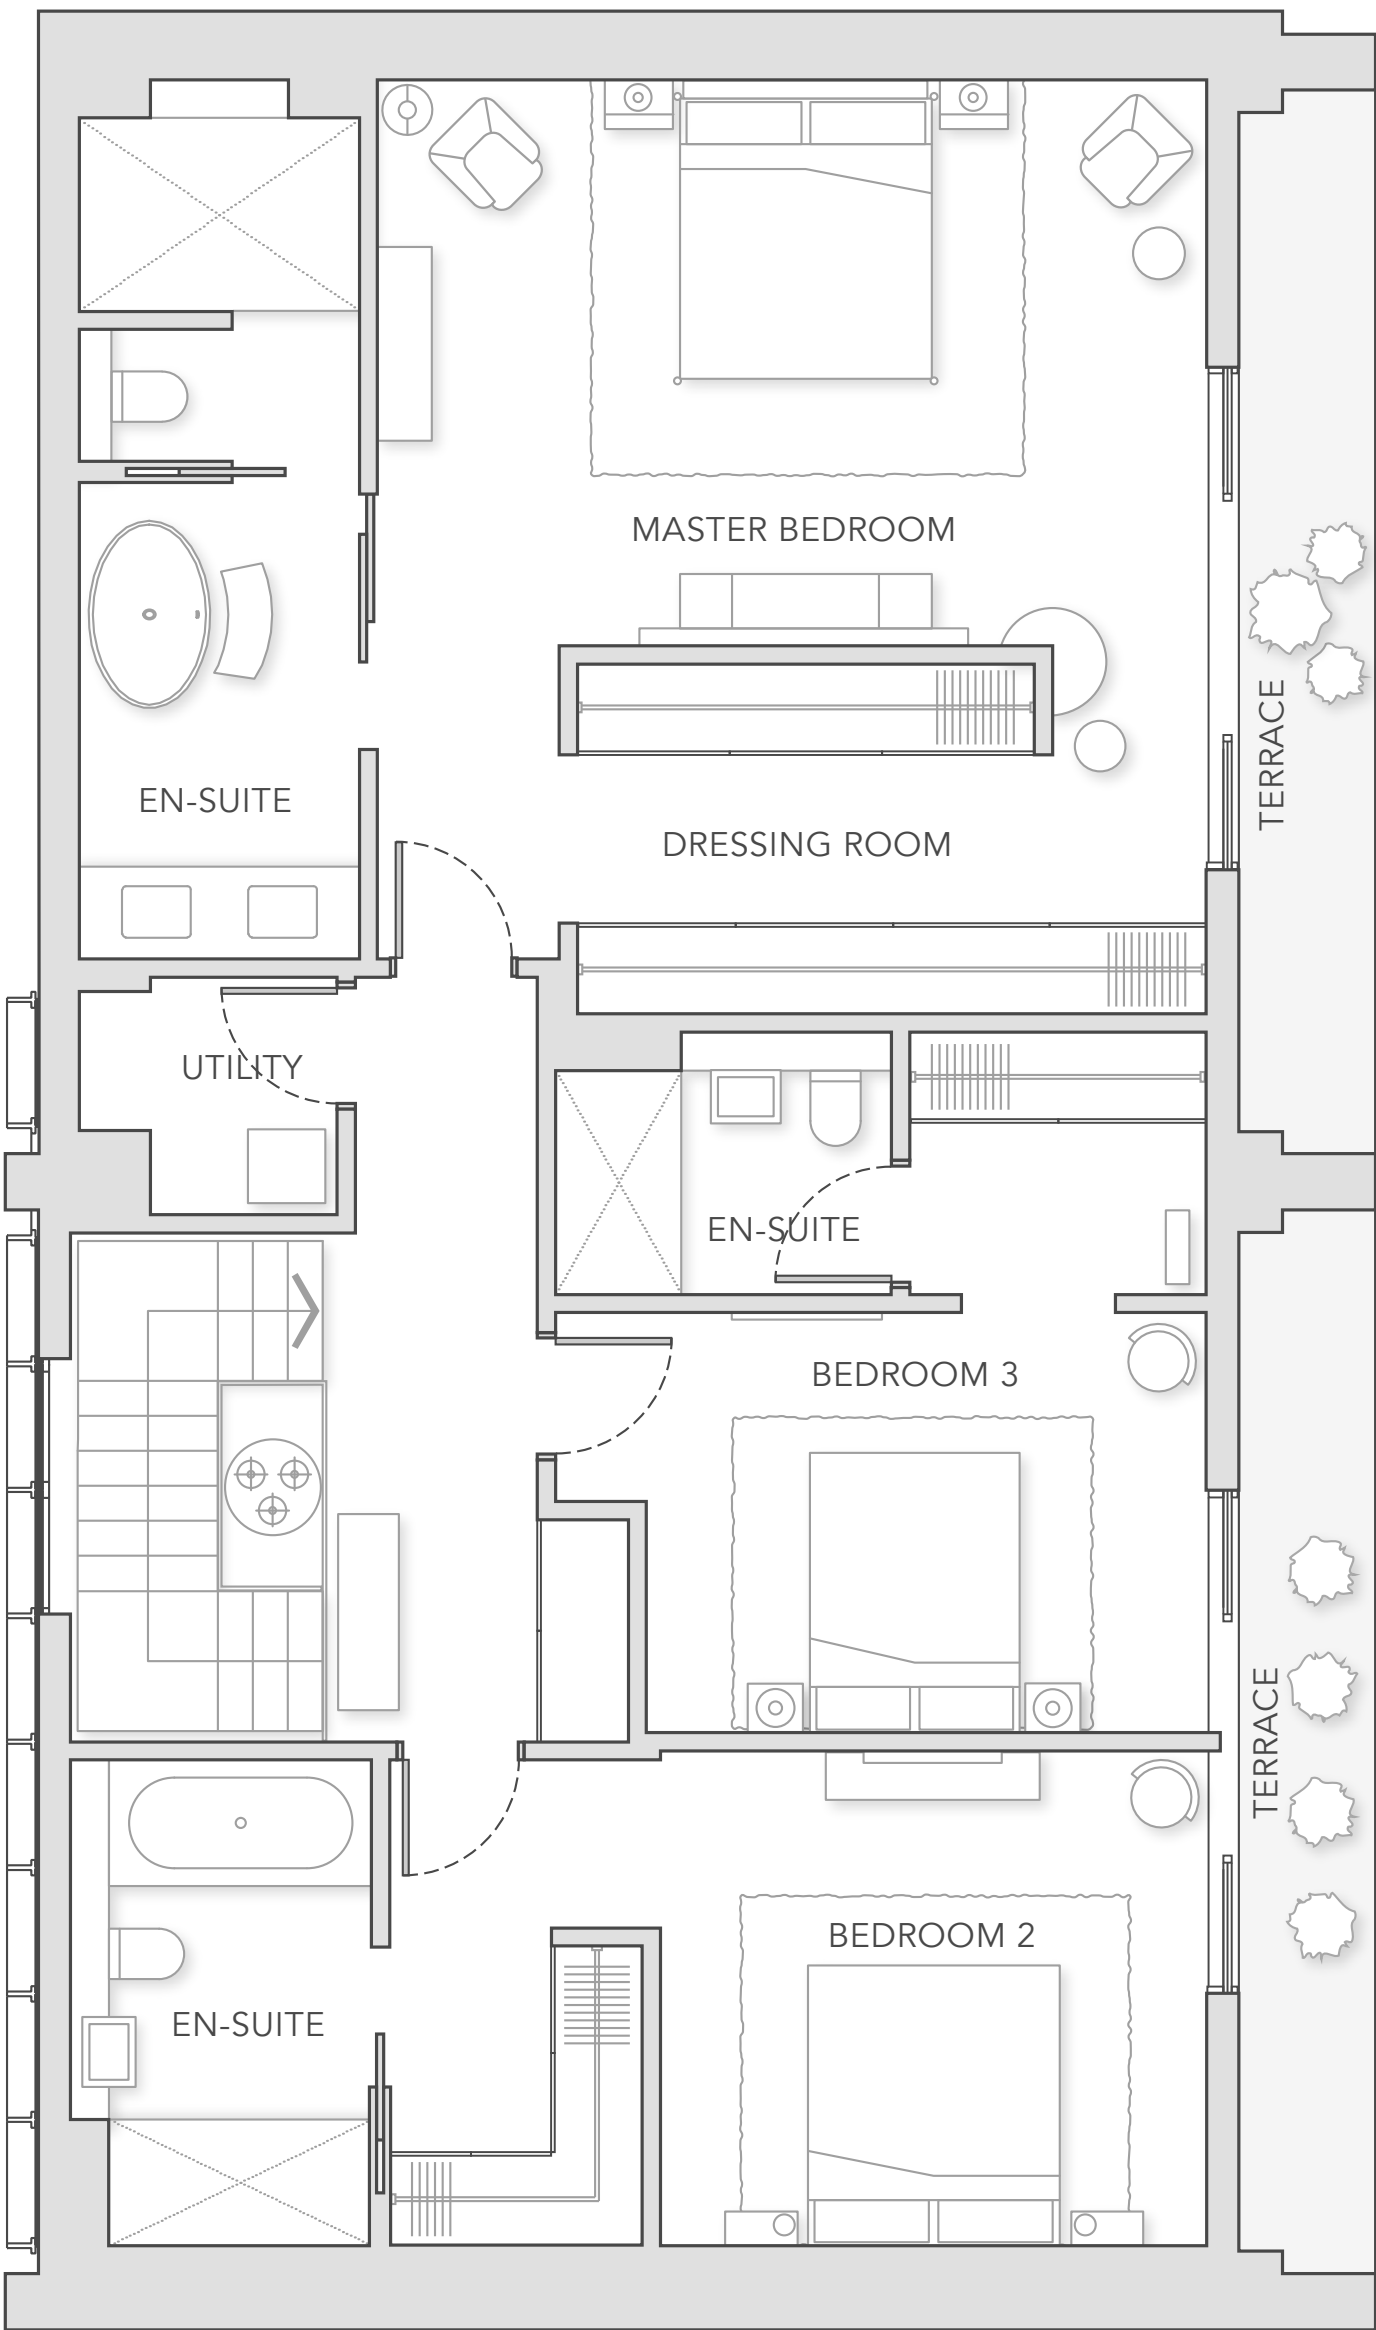 MASTER BEDROOM
TERRACE
EN-SUITE
DRESSING ROOM
UTILITY
EN-SUITE
BEDROOM 3
TERRACE
BEDROOM 2
EN-SUITE